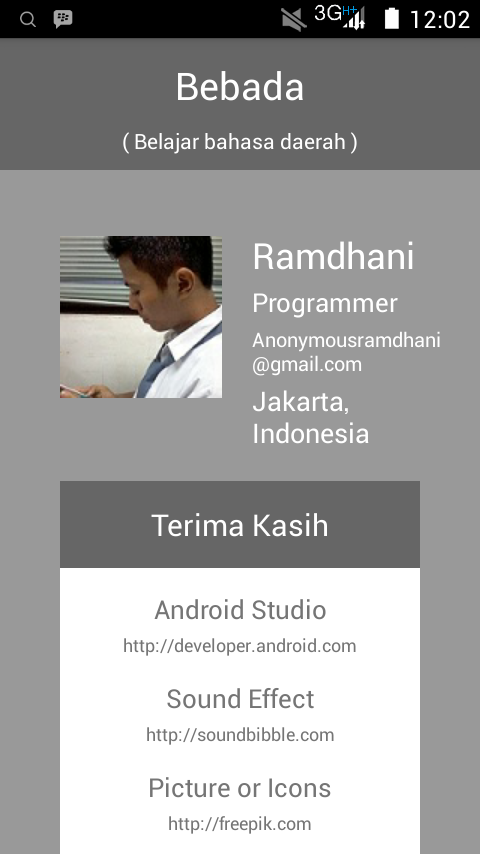 3G H+ 12:02
Bebada
( Belajar bahasa daerah )
Ramdhani
Programmer
Anonymousramdhani
@gmail.com
Jakarta,
Indonesia
Terima Kasih
Android Studio
http://developer.android.com
Sound Effect
http://soundbibble.com
Picture or Icons
http://freepik.com